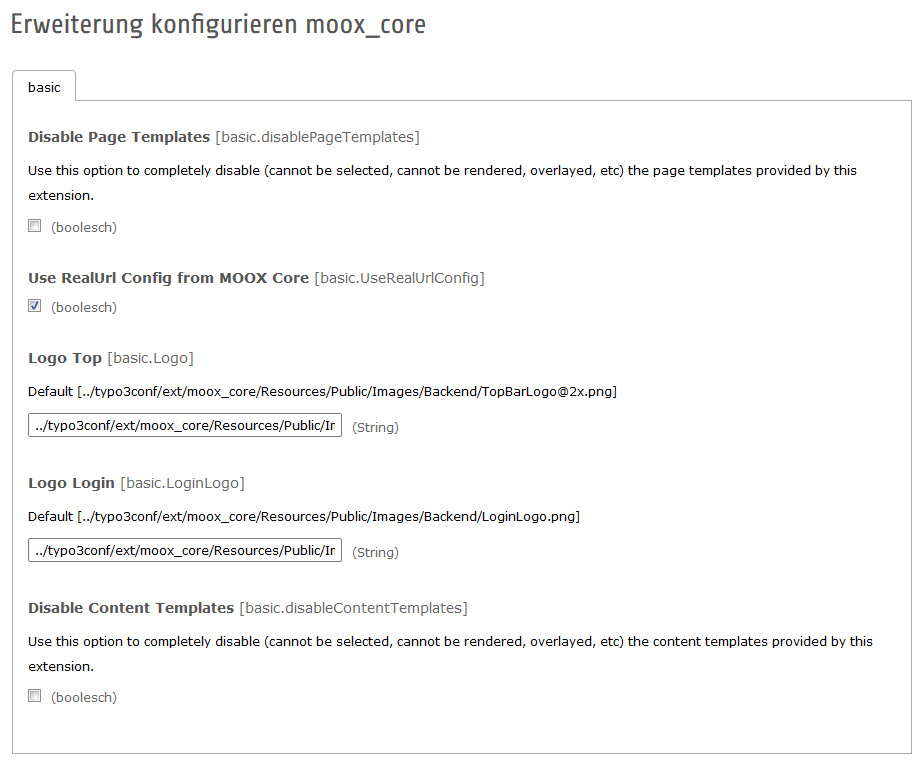 Erweiterung konfigurieren moox_core
basic
Disable Page Templates [basic.disablePageTemplates]
Use this option to completely disable (cannot be selected, cannot be rendered, overlayed, etc) the page templates provided by this
extension.
(boolesch)
Use RealUrl Config from MOOX Core [basic.UseRealUrlConfig]
(boolesch)
Logo Top [basic.Logo]
Default [../typo3conf/ext/moox_core/Resources/Public/Images/Backend/TopBarLogo@2x.png]
../typo3conf/ext/moox_core/Resources/Public/Ir (String)
Logo Login [basic.LoginLogo]
Default [../typo3conf/ext/moox_core/Resources/Public/Images/Backend/LoginLogo.png]
../typo3conf/ext/moox_core/Resources/Public/Ir (String)
Disable Content Templates [basic.disableContentTemplates]
Use this option to completely disable (cannot be selected, cannot be rendered, overlayed, etc) the content templates provided by this
extension.
(boolesch)